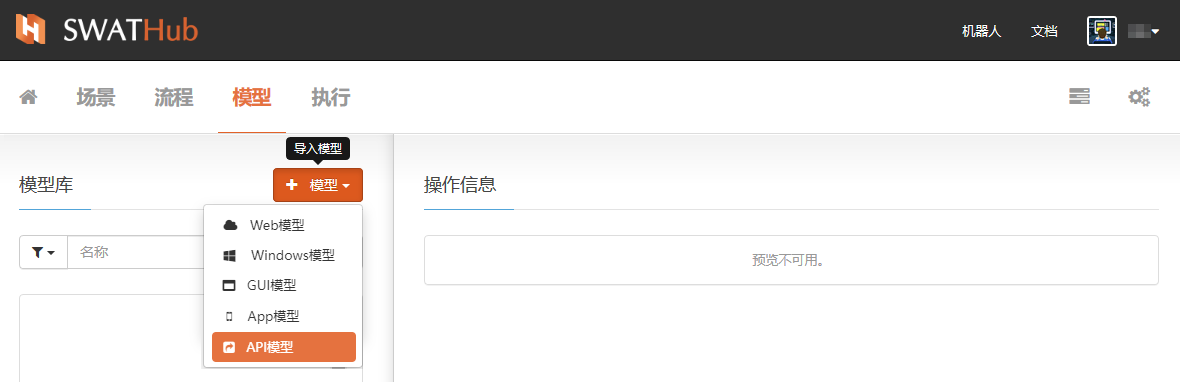 SWATHub
机器人 文档
场景 流程 模型 执行
导入模型
模型库
模型
操作信息
名称
Web模型
Windows模型
GUI模型
App模型
API模型
预览不可用。